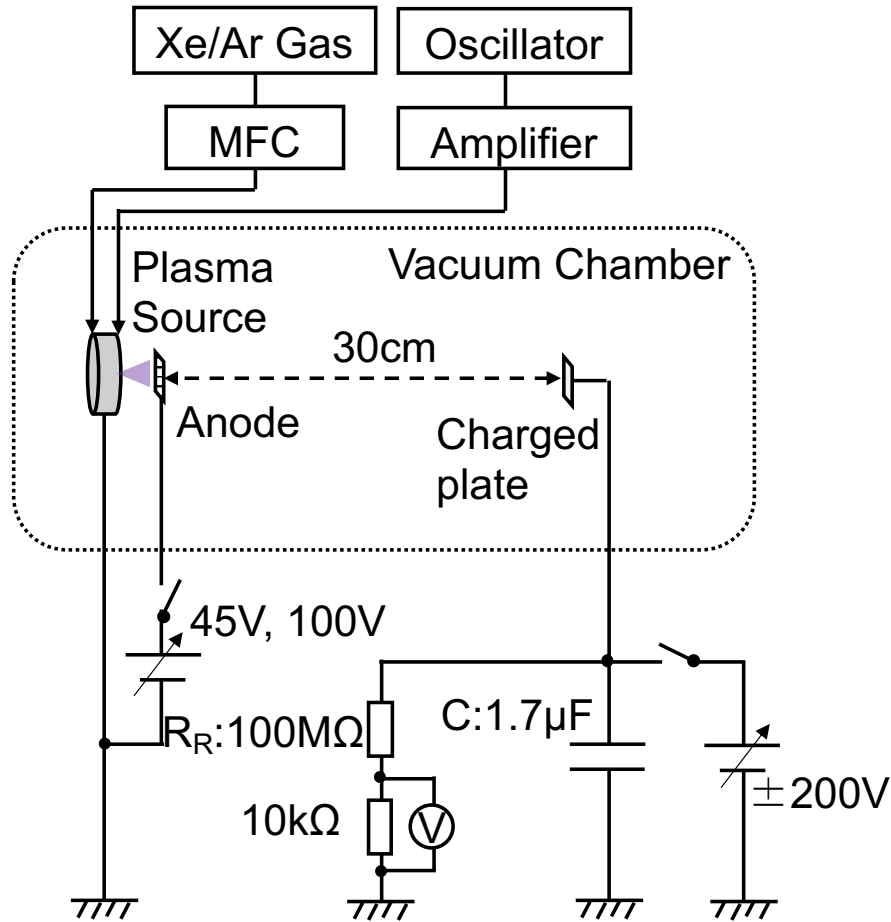 Xe/Ar Gas
Oscillator
MFC
Amplifier
Plasma
Source
Vacuum Chamber
30cm
Anode
Charged
plate
45V, 100V
R_R:100MΩ
C:1.7μF
10kΩ
V
±200V